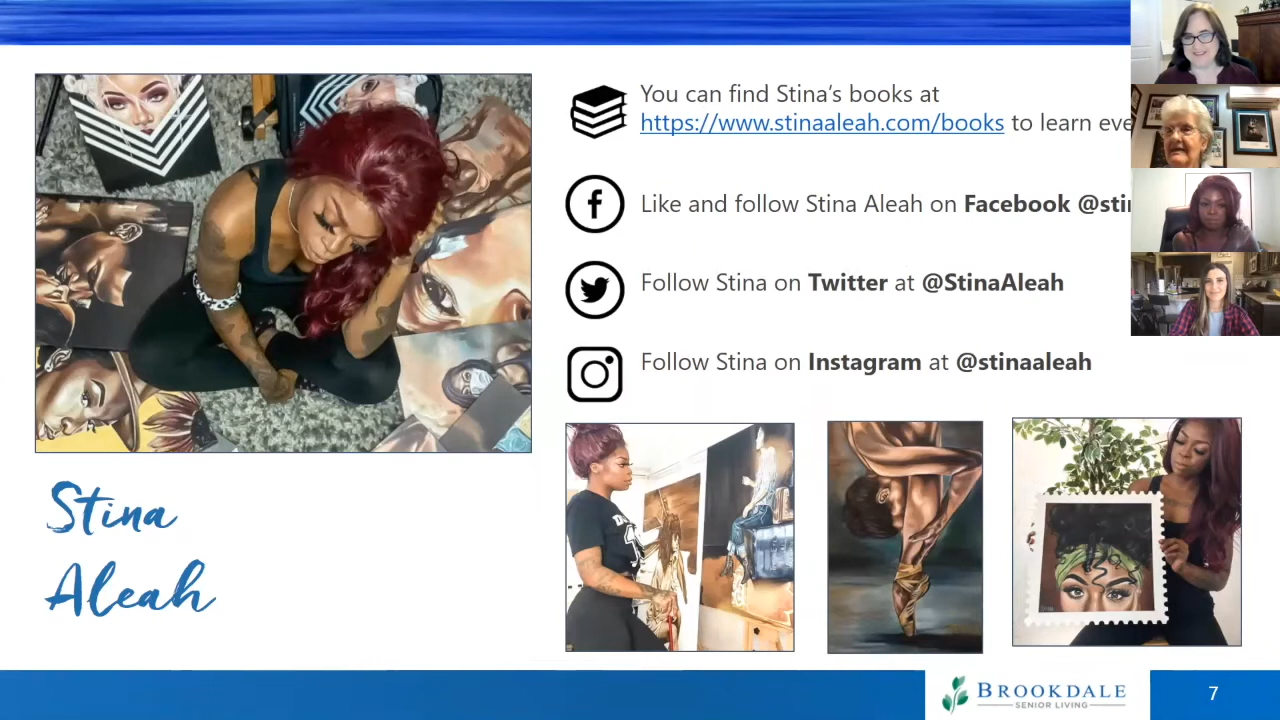 You can find Stina’s books at
https://www.stinaaleah.com/books to learn eve
Like and follow Stina Aleah on Facebook @sti
Follow Stina on Twitter at @StinaAleah
Follow Stina on Instagram at @stinaaleah
Stina
Aleah
BROOKDALE
SENIOR LIVING
7